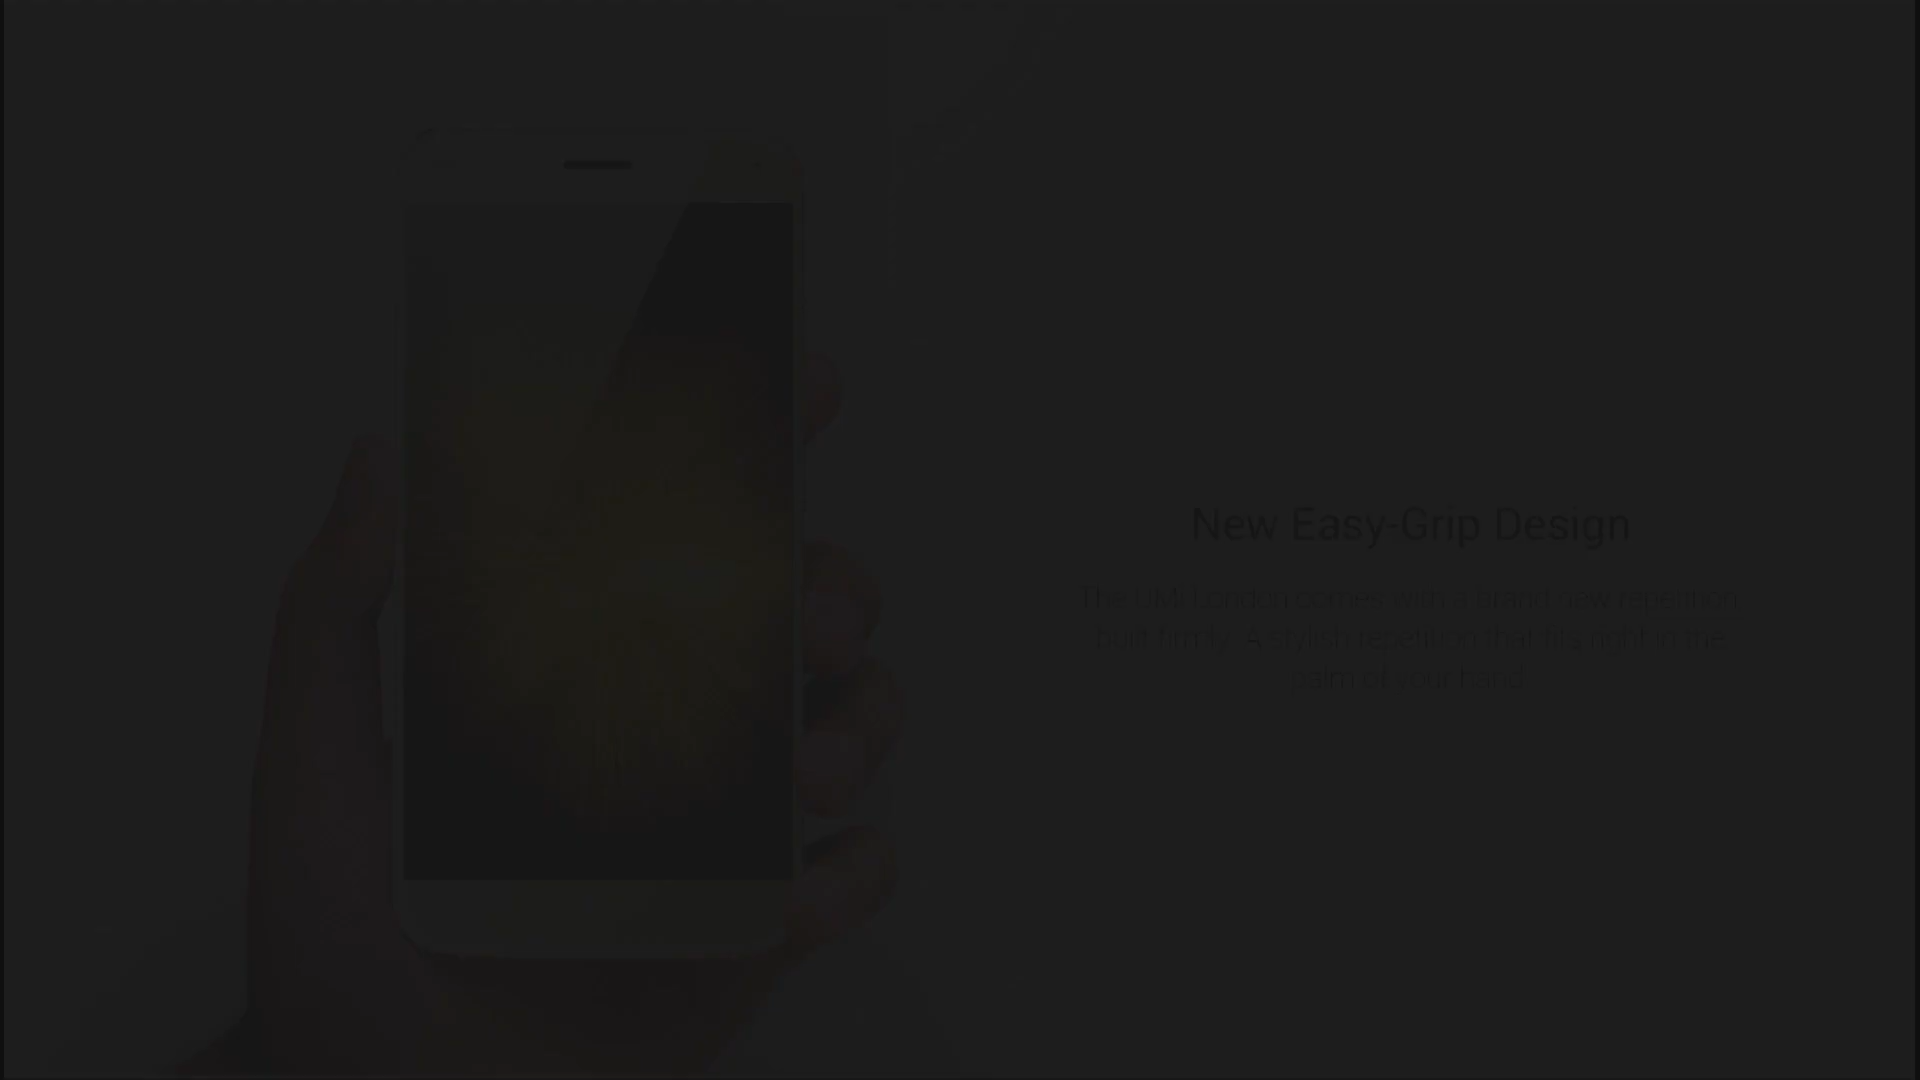 New Easy-Grip Design
The UMI London comes with a brand new repetition
built firmly. A stylish repetition that fits right in the
palm of your hand.